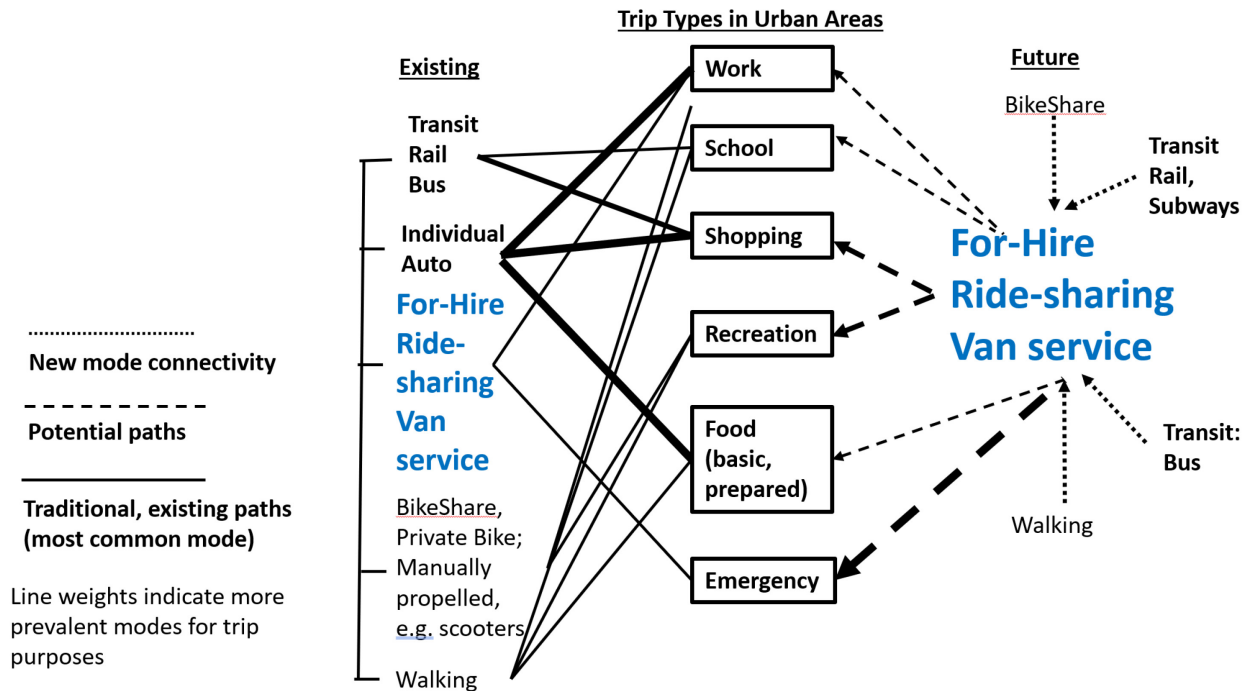 Trip Types in Urban Areas
Existing
Transit
Rail
Bus
Individual
Auto
For-Hire
Ride-
sharing
Van
service
BikeShare,
Private Bike;
Manually
propelled,
e.g. scooters
Walking
Work
School
Shopping
Recreation
Food
(basic,
prepared)
Emergency
Future
BikeShare
Transit
Rail,
Subways
For-Hire
Ride-sharing
Van service
Transit:
Bus
Walking
New mode connectivity
Potential paths
Traditional, existing paths
(most common mode)
Line weights indicate more
prevalent modes for trip
purposes